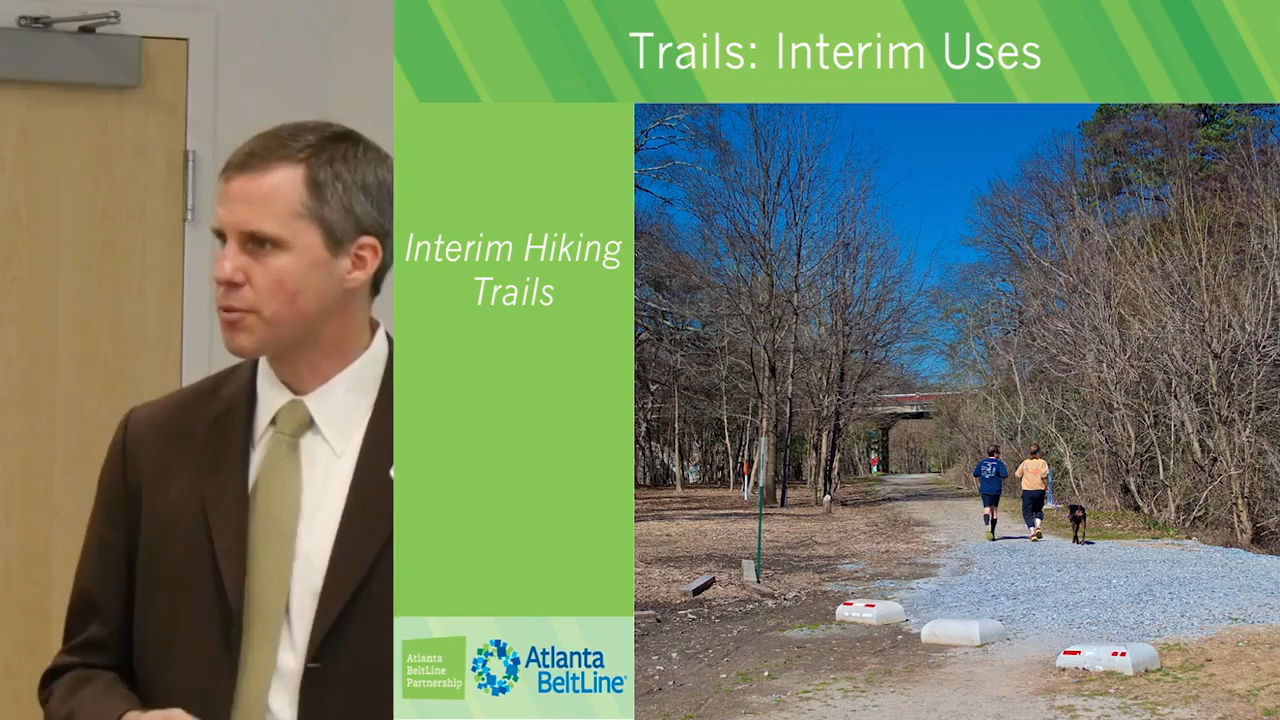 Trails: Interim Uses
Interim Hiking
Trails
Atlanta
BeltLine
Partnership
Atlanta
BeltLine®